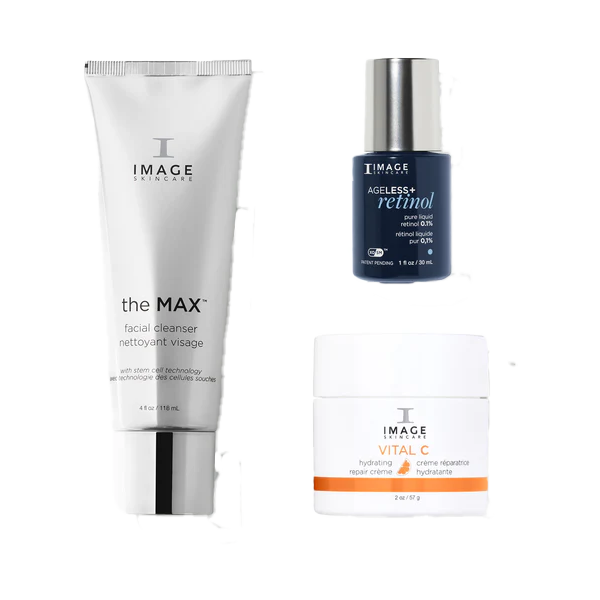 IMAGE
SKINCARE
the MAX™
facial cleanser
nettoyant visage
with stem cell technology
technologie des cellules souches
4 fl oz / 118 mL
IMAGE
SKINCARE
AGELESS+
retinol
pure liquid
retinol 0.1%
rétinol liquide
pur 0,1%
PATENT PENDING 1 fl oz / 30 mL
IMAGE
SKINCARE
VITAL C
hydrating crème réparatrice
repair crème hydratante
2 oz / 57 g